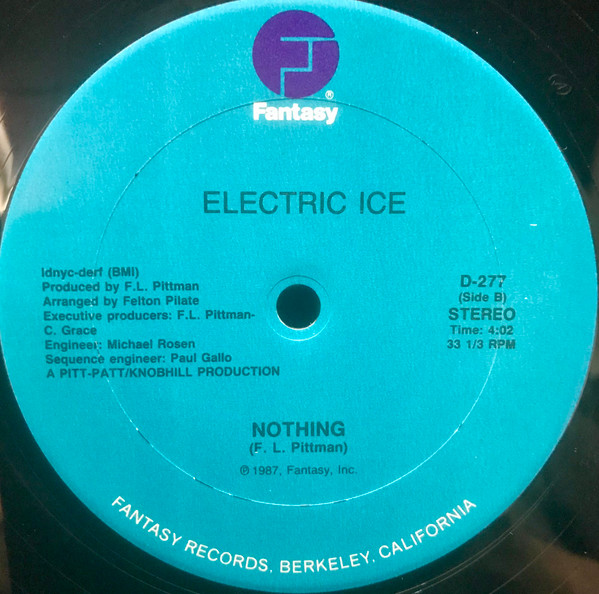 Fantasy
®
ELECTRIC ICE
Idnyc-derf (BMI)
Produced by F.L. Pittman
Arranged by Felton Pilate
Executive producers: F.L. Pittman-
C. Grace
Engineer: Michael Rosen
Sequence engineer: Paul Gallo
A PITT-PATT/KNOBHILL PRODUCTION
D-277
(Side B)
STEREO
Time: 4:02
33 1/3 RPM
NOTHING
(F. L. Pittman)
℗ 1987, Fantasy, Inc.
FANTASY RECORDS, BERKELEY, CALIFORNIA